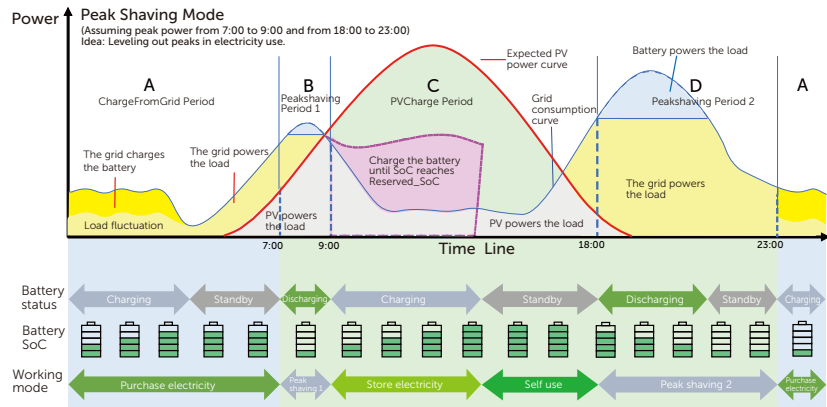 Power
Peak Shaving Mode
(Assuming peak power from 7:00 to 9:00 and from 18:00 to 23:00)
Idea: Leveling out peaks in electricity use.
Expected PV
power curve
Battery powers the load
A
B
C
D
A
ChargeFromGrid Period
Peakshaving
Period 1
PVCharge Period
Grid
consumption
curve
Peakshaving Period 2
The grid charges
the battery
The grid powers
the load
Charge the battery
until SoC reaches
Reserved_SoC
The grid powers
the load
Load fluctuation
PV powers
the load
PV powers the load
7:00
9:00
Time Line
18:00
23:00
Battery
status
Charging
Standby
Discharging
Charging
Standby
Discharging
Standby
Charging
Battery
SoC
Working
mode
Purchase electricity
Peak
shaving 1
Store electricity
Self use
Peak shaving 2
Purchase
electricity